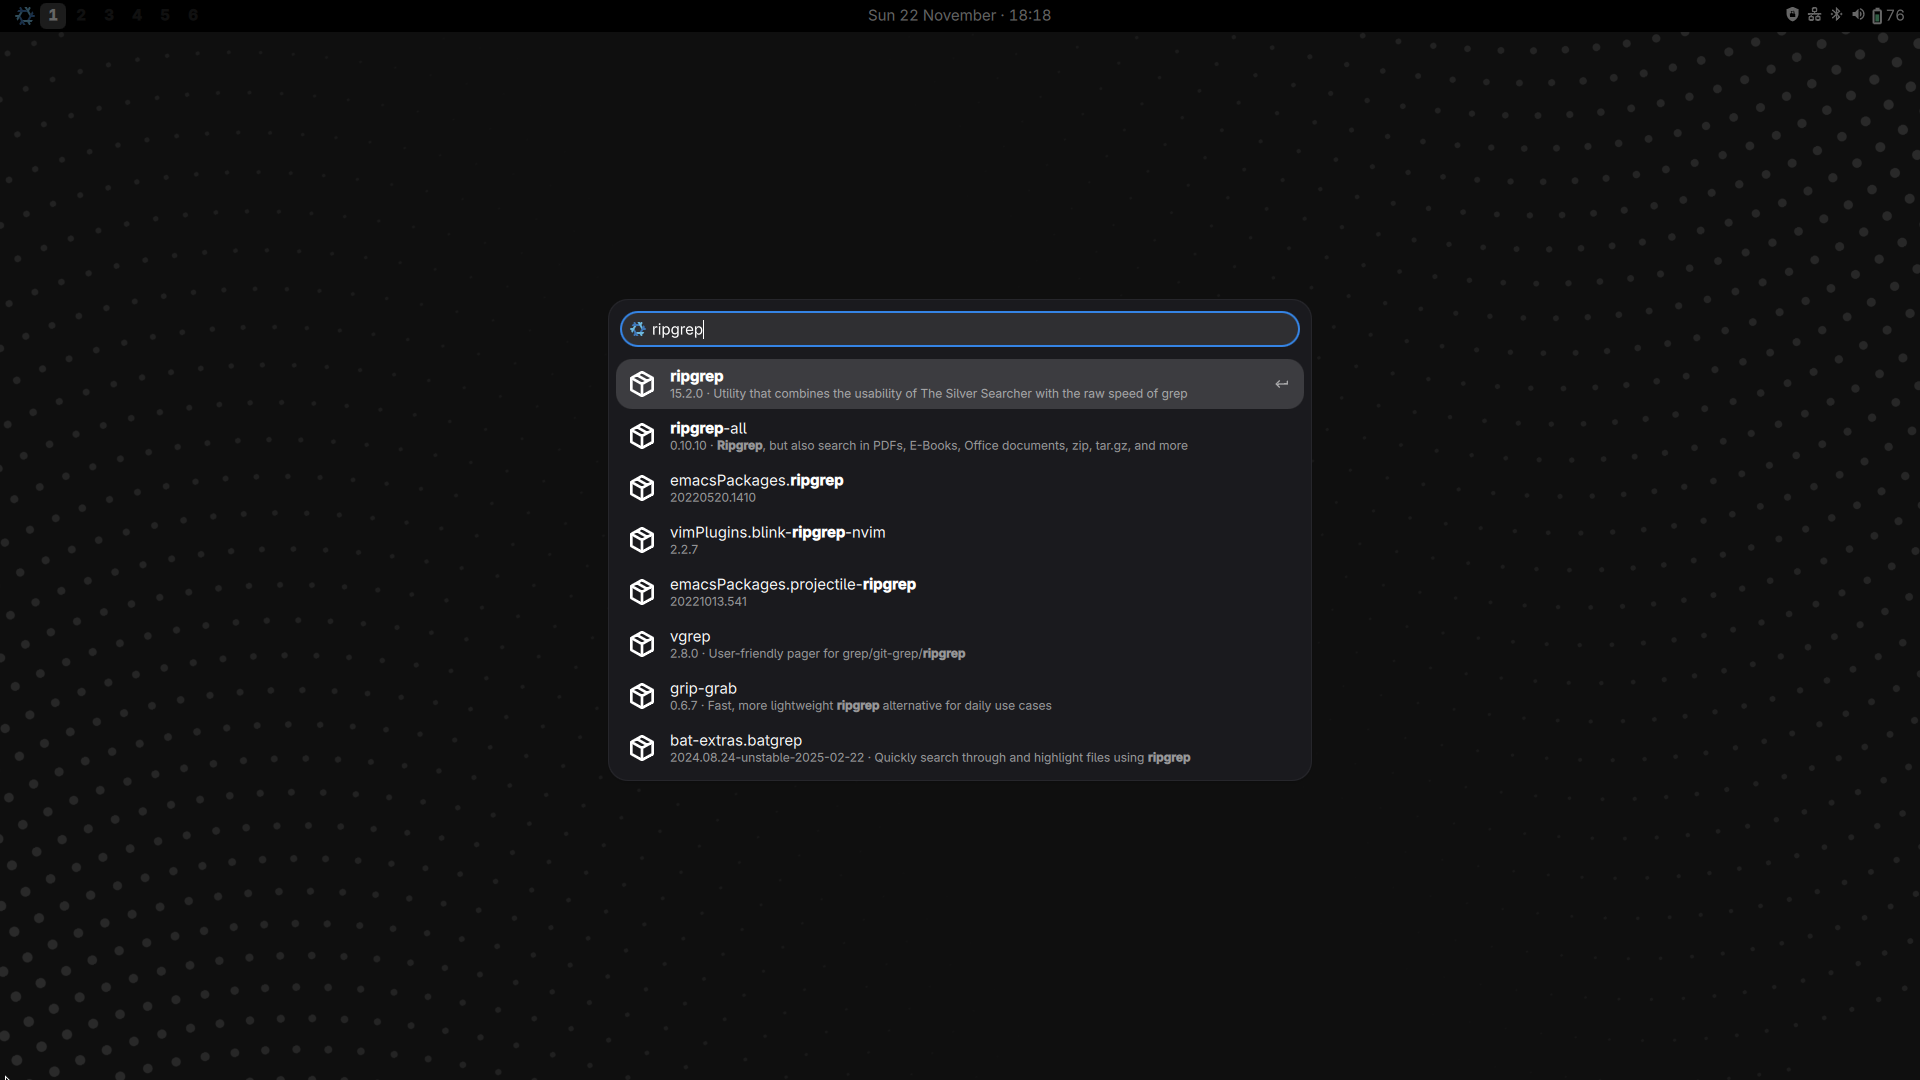 1 2 3 4 5 6
Sun 22 November · 18:18
76
ripgrep
ripgrep
15.2.0 · Utility that combines the usability of The Silver Searcher with the raw speed of grep
ripgrep-all
0.10.10 · Ripgrep, but also search in PDFs, E-Books, Office documents, zip, tar.gz, and more
emacsPackages.ripgrep
20220520.1410
vimPlugins.blink-ripgrep-nvim
2.2.7
emacsPackages.projectile-ripgrep
20221013.541
vgrep
2.8.0 · User-friendly pager for grep/git-grep/ripgrep
grip-grab
0.6.7 · Fast, more lightweight ripgrep alternative for daily use cases
bat-extras.batgrep
2024.08.24-unstable-2025-02-22 · Quickly search through and highlight files using ripgrep